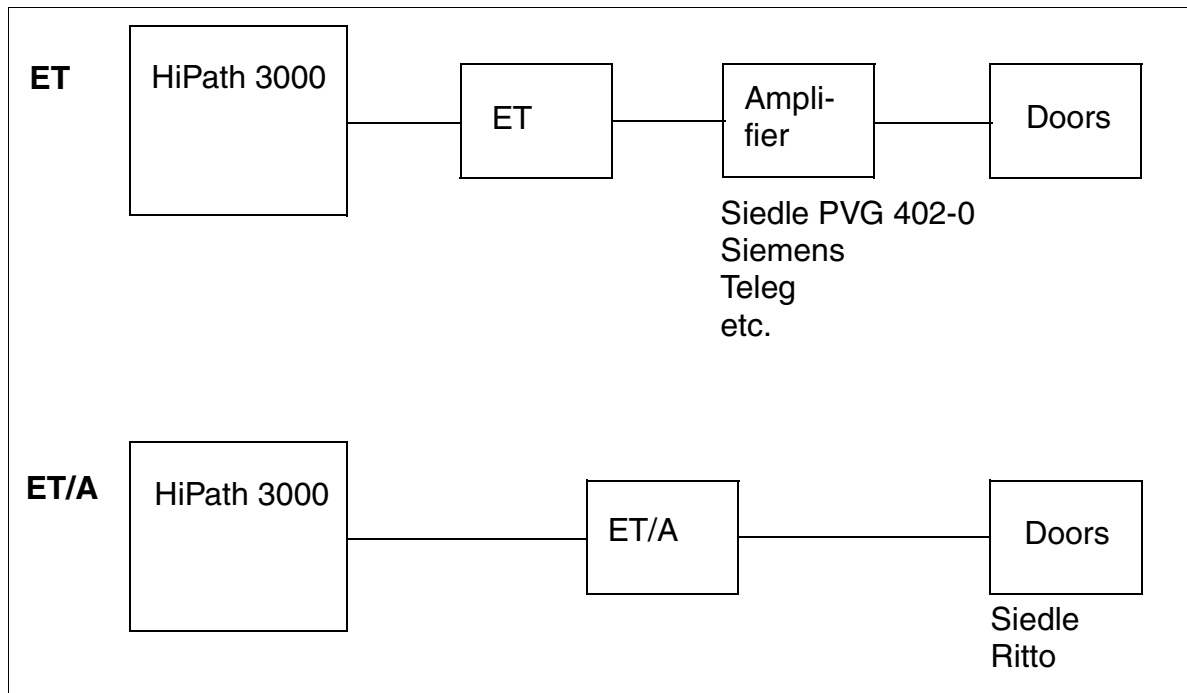 ET
HiPath 3000
ET
Ampli-
fier
Doors
Siedle PVG 402-0
Siemens
Teleg
etc.
ET/A
HiPath 3000
ET/A
Doors
Siedle
Ritto